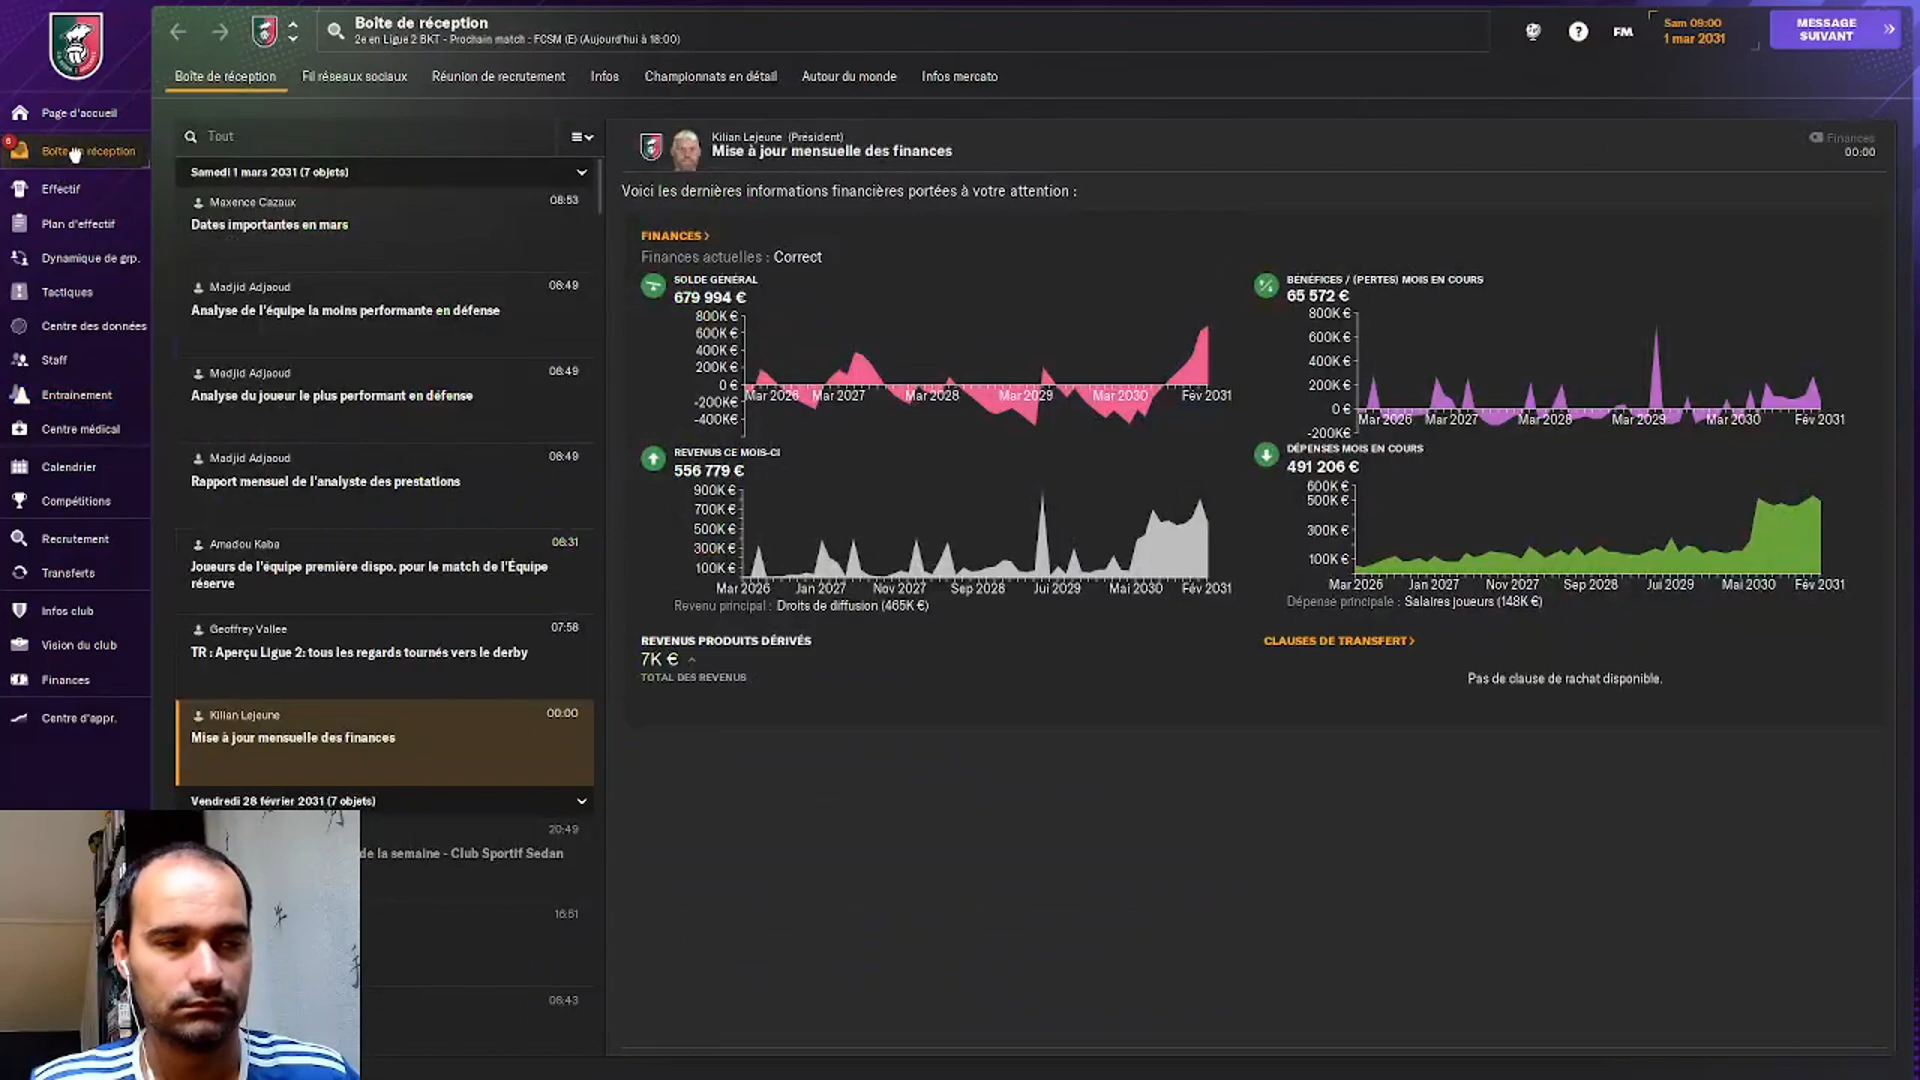 Boîte de réception
2e en Ligue 2 BKT - Prochain match : FCSM (E) (Aujourd'hui à 18:00)
FM
Sam 09:00
1 mar 2031
MESSAGE
SUIVANT
Boîte de réception
Fil réseaux sociaux
Réunion de recrutement
Infos
Championnats en détail
Autour du monde
Infos mercato
Page d'accueil
6
réception
Effectif
Plan d'effectif
Dynamique de grp.
Tactiques
Centre des données
Staff
Entraînement
Centre médical
Calendrier
Compétitions
Recrutement
Transferts
Infos club
Vision du club
Finances
Centre d'appr.
Tout
Samedi 1 mars 2031 (7 objets)
Maxence Cazaux
08:53
Dates importantes en mars
Madjid Adjaoud
08:49
Analyse de l'équipe la moins performante en défense
Madjid Adjaoud
08:49
Analyse du joueur le plus performant en défense
Madjid Adjaoud
08:49
Rapport mensuel de l'analyste des prestations
Amadou Kaba
08:31
Joueurs de l'équipe première dispo. pour le match de l'Équipe
réserve
Geoffrey Vallee
07:58
TR : Aperçu Ligue 2: tous les regards tournés vers le derby
Kilian Lejeune
00:00
Mise à jour mensuelle des finances
Vendredi 28 février 2031 (7 objets)
20:49
de la semaine - Club Sportif Sedan
16:51
08:43
Kilian Lejeune (Président)
Mise à jour mensuelle des finances
Finances
00:00
Voici les dernières informations financières portées à votre attention :
FINANCES >
Finances actuelles : Correct
SOLDE GÉNÉRAL
679 994 €
800K €
600K €
400K €
200K €
0 €
-200K €
-400K €
Mar 2026
Mar 2027
Mar 2028
Mar 2029
Mar 2030
Fév 2031
BÉNÉFICES / (PERTES) MOIS EN COURS
65 572 €
800K €
600K €
400K €
200K €
0 €
-200K €
Mar 2026
Mar 2027
Mar 2028
Mar 2029
Mar 2030
Fév 2031
REVENUS CE MOIS-CI
556 779 €
900K €
700K €
500K €
300K €
100K €
Mar 2026
Jan 2027
Nov 2027
Sep 2028
Jul 2029
Mai 2030
Fév 2031
Revenu principal : Droits de diffusion (465K €)
DÉPENSES MOIS EN COURS
491 206 €
600K €
500K €
300K €
100K €
Mar 2026
Jan 2027
Nov 2027
Sep 2028
Jul 2029
Mai 2030
Fév 2031
Dépense principale : Salaires joueurs (148K €)
REVENUS PRODUITS DÉRIVÉS
7K €
TOTAL DES REVENUS
CLAUSES DE TRANSFERT >
Pas de clause de rachat disponible.